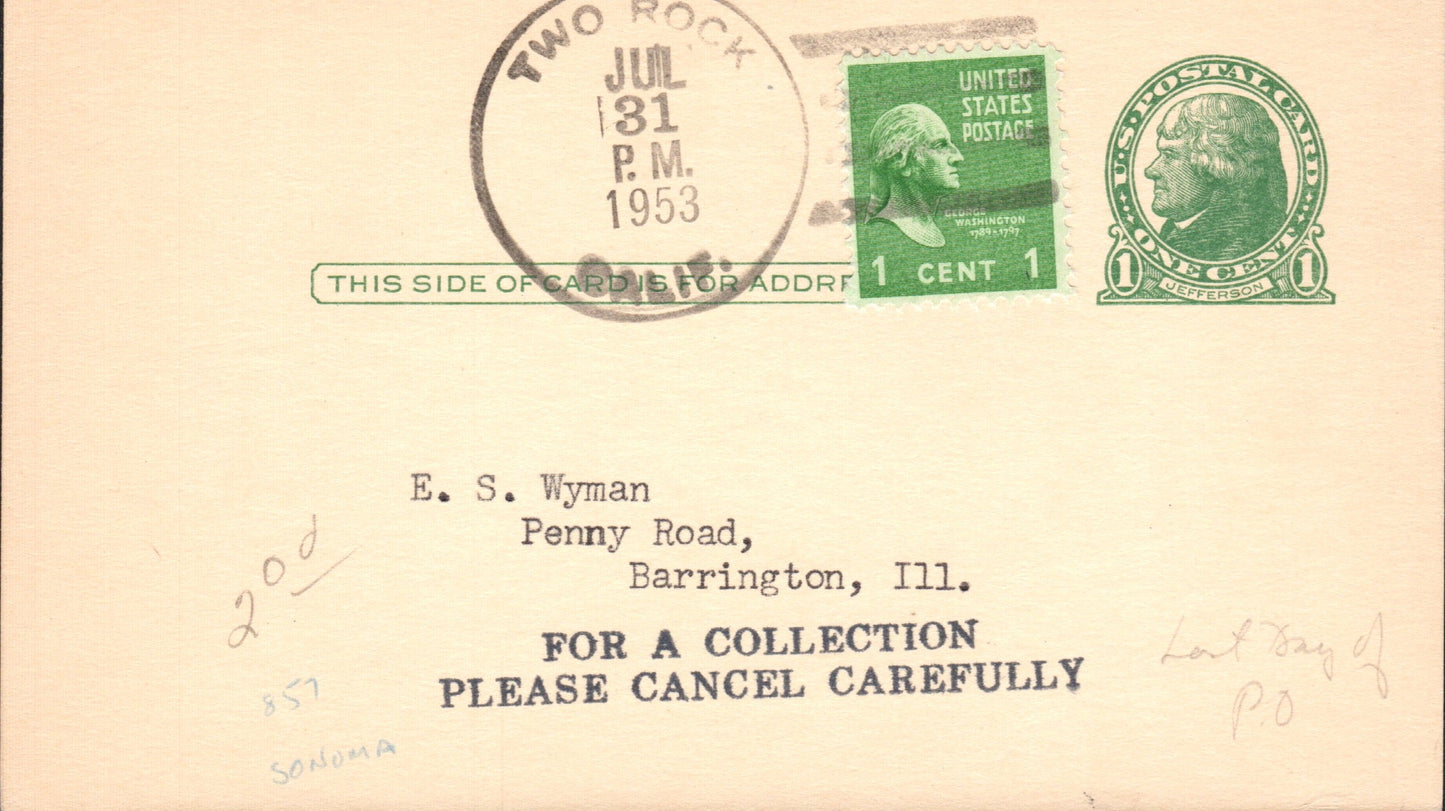 TWO ROCK
JUL
31
P. M.
1953
CALIF.
UNITED
STATES
POSTAGE
GEORGE
WASHINGTON
1789-1797
1 CENT 1
U.S. POSTAL CARD
ONE CENT
1 JEFFERSON 1
THIS SIDE OF CARD IS FOR ADDRE
E. S. Wyman
Penny Road,
Barrington, Ill.
FOR A COLLECTION
PLEASE CANCEL CAREFULLY
200
857
SONOMA
Last Day of
P.O